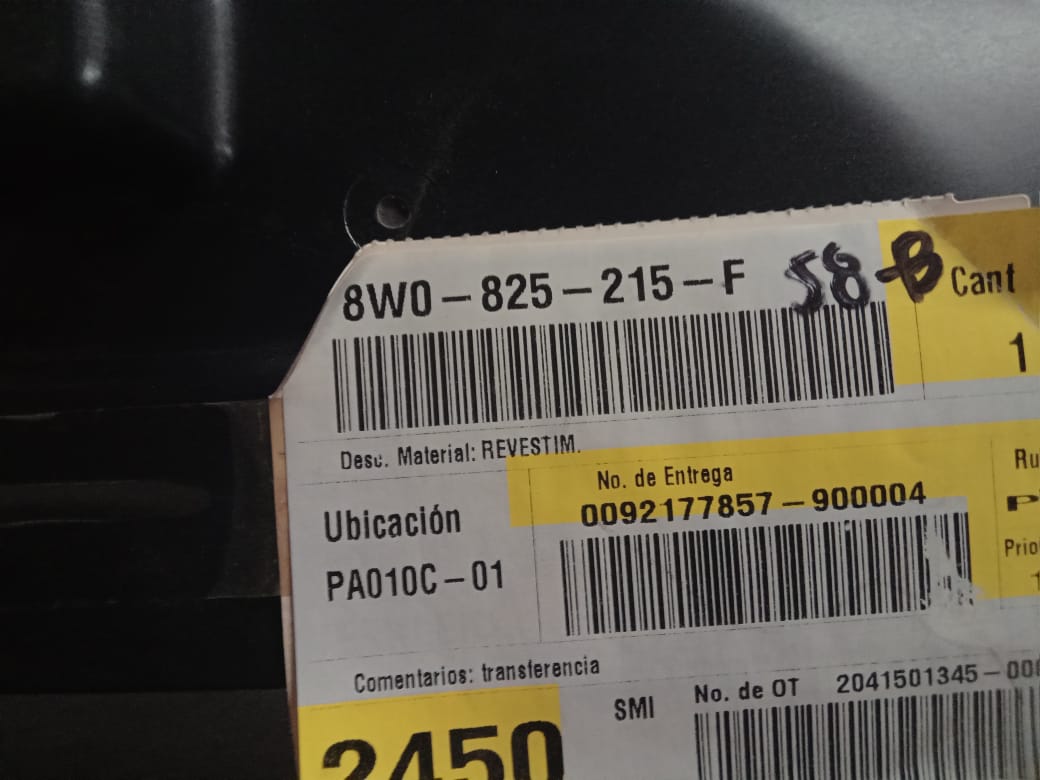 8W0-825-215-F 58-B Cant
1
Desc. Material: REVESTIM.
No. de Entrega
0092177857-900004
Ubicación
PA010C-01
Comentarios: transferencia
SMI No. de OT 2041501345-00
2450